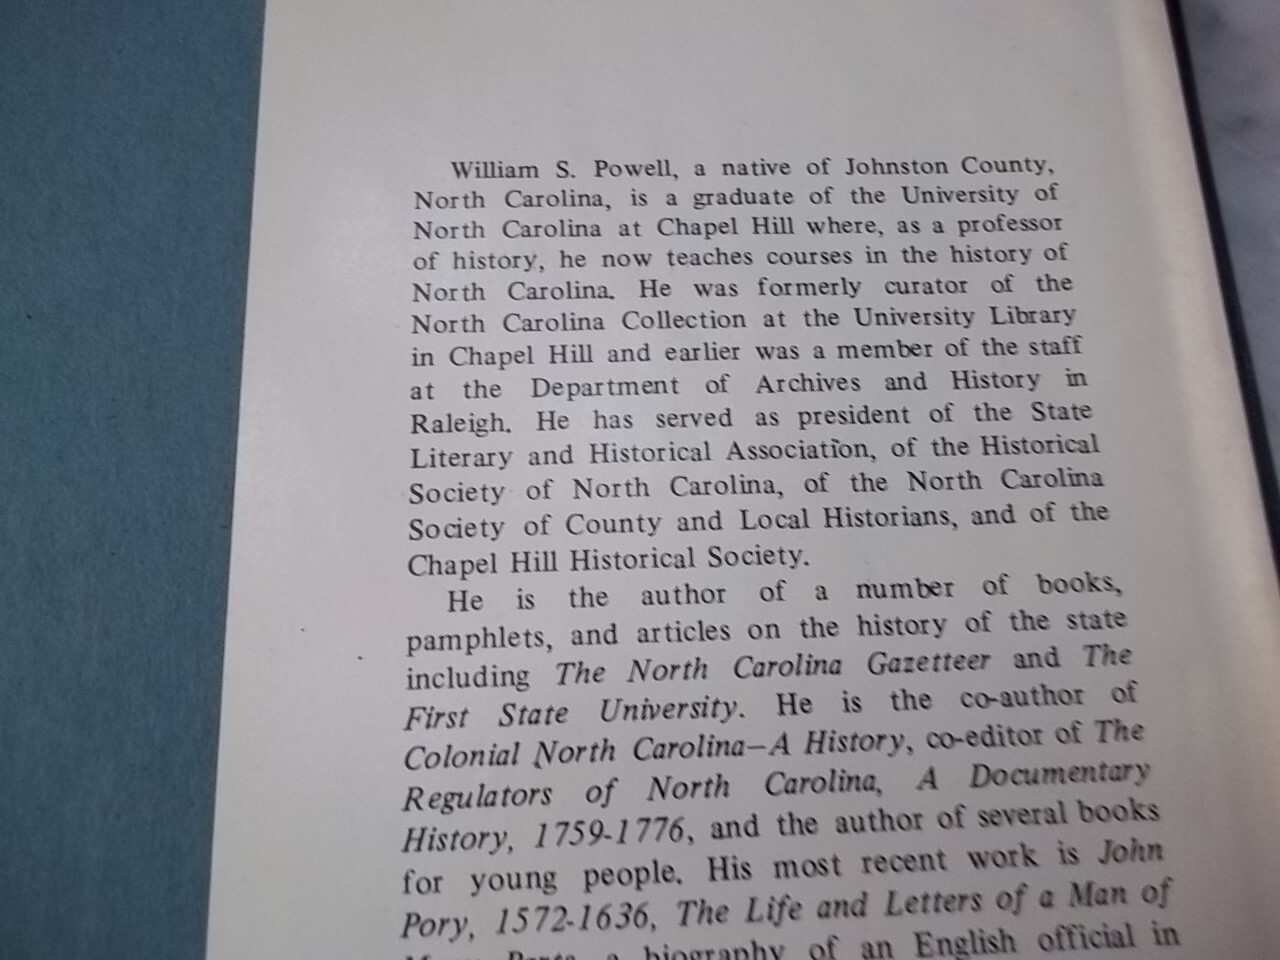 William S. Powell, a native of Johnston County,
North Carolina, is a graduate of the University of
North Carolina at Chapel Hill where, as a professor
of history, he now teaches courses in the history of
North Carolina. He was formerly curator of the
North Carolina Collection at the University Library
in Chapel Hill and earlier was a member of the staff
at the Department of Archives and History in
Raleigh. He has served as president of the State
Literary and Historical Association, of the Historical
Society of North Carolina, of the North Carolina
Society of County and Local Historians, and of the
Chapel Hill Historical Society.
He is the author of a number of books,
pamphlets, and articles on the history of the state
including The North Carolina Gazetteer and The
First State University. He is the co-author of
Colonial North Carolina—A History, co-editor of The
Regulators of North Carolina, A Documentary
History, 1759-1776, and the author of several books
for young people. His most recent work is John
Pory, 1572-1636, The Life and Letters of a Man of
a biography of an English official in